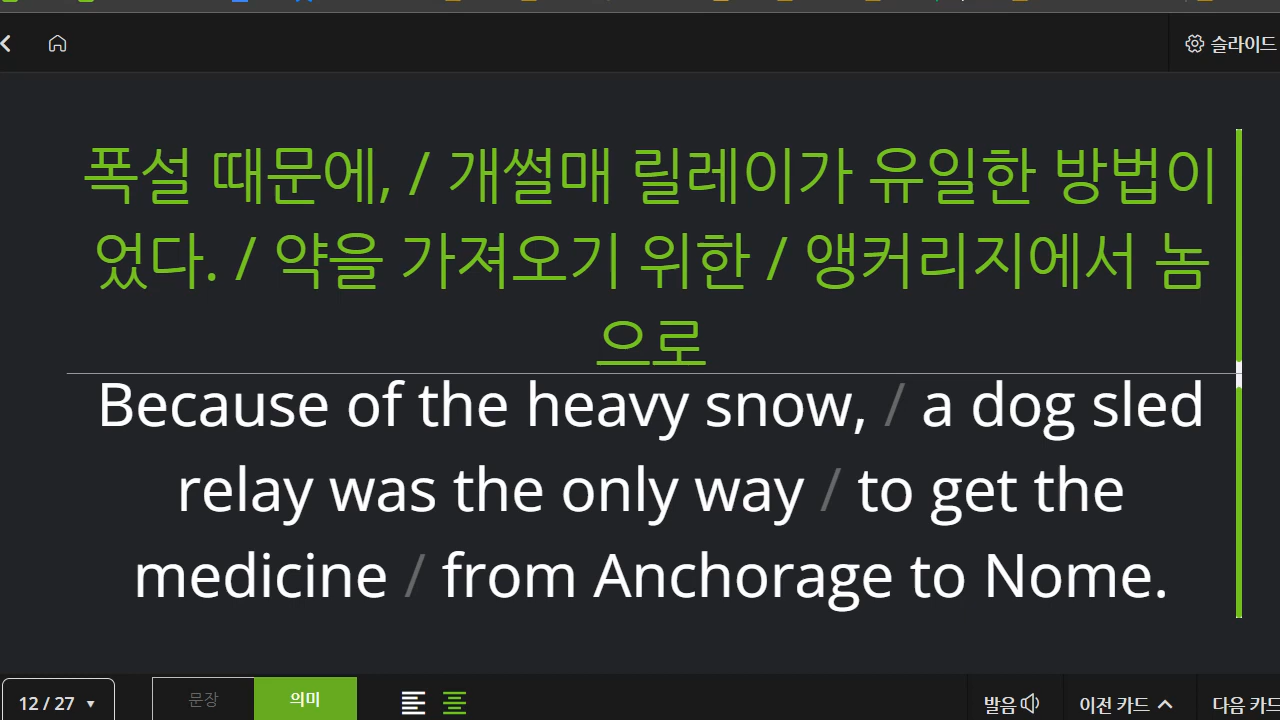 슬라이드
폭설 때문에, / 개썰매 릴레이가 유일한 방법이
었다. / 약을 가져오기 위한 / 앵커리지에서 놈
으로
Because of the heavy snow, / a dog sled
relay was the only way / to get the
medicine / from Anchorage to Nome.
12 / 27 문장 의미 발음 이전 카드 다음 카드